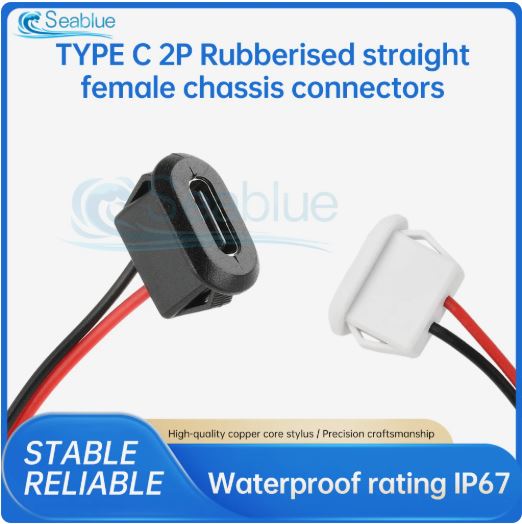 Seablue
TYPE C 2P Rubberised straight
female chassis connectors
Seablue
High-quality copper core stylus / Precision craftsmanship
STABLE
RELIABLE
Waterproof rating IP67